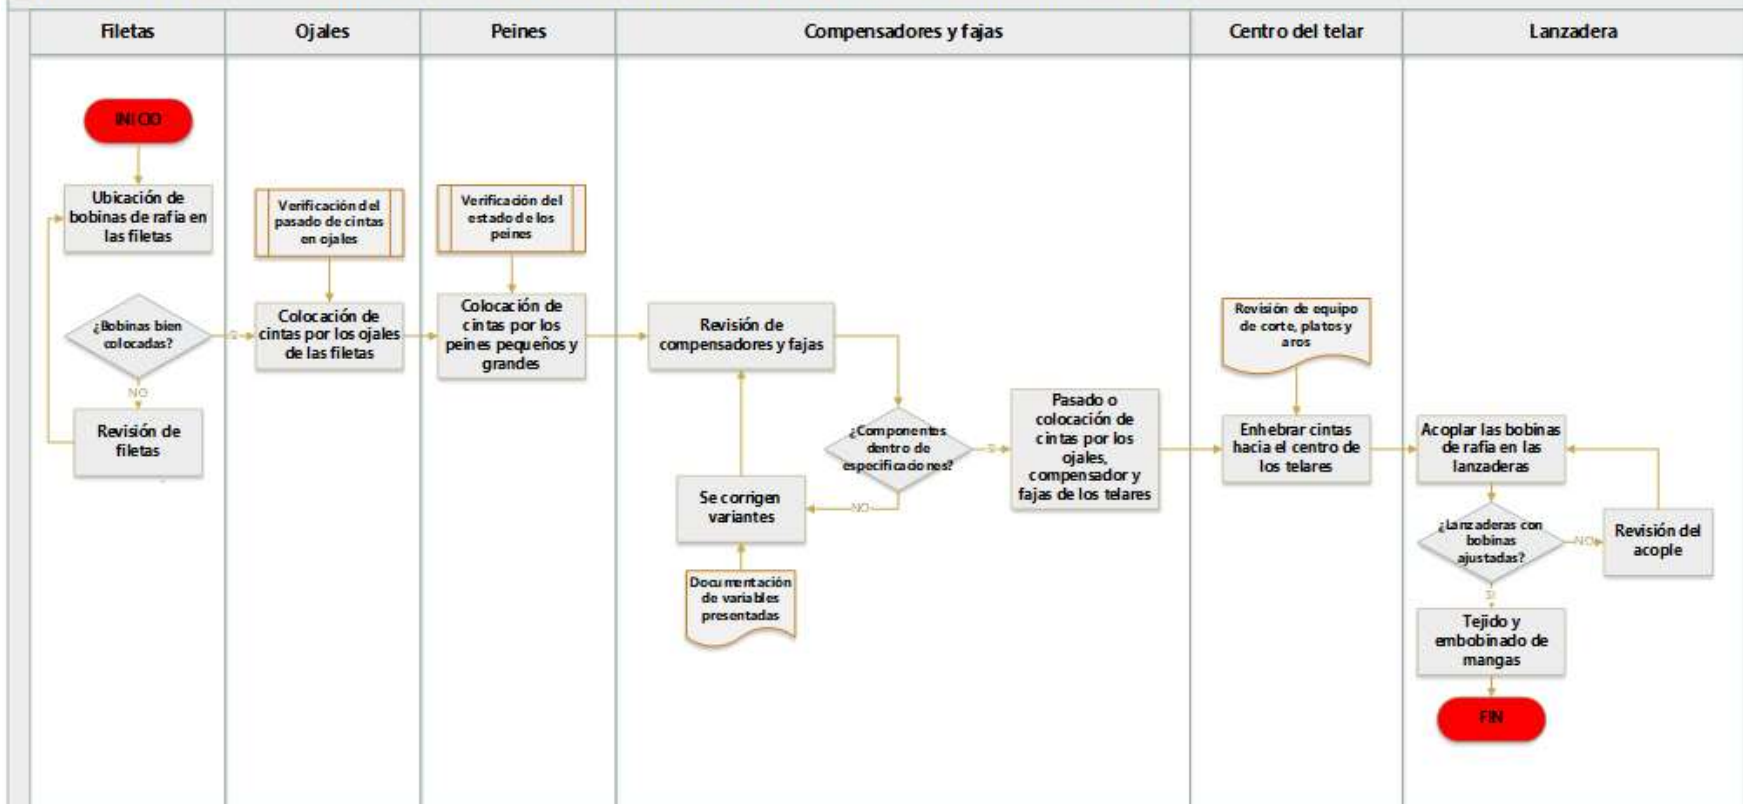 Filetas
Ojales
Peines
Compensadores y fajas
Centro del telar
Lanzadera
INICIO
Ubicación de
bobinas de rafia en
las filetas
¿Bobinas bien
colocadas?
SI
NO
Revisión de
filetas
Verificación del
pasado de cintas
en ojales
Colocación de
cintas por los ojales
de las filetas
Verificación del
estado de los
peines
Colocación de
cintas por los
peines pequeños y
grandes
Revisión de
compensadores y fajas
¿Componentes
dentro de
especificaciones?
SI
NO
Se corrigen
variantes
Documentación
de variables
presentadas
Pasado o
colocación de
cintas por los
ojales,
compensador y
fajas de los telares
Revisión de equipo
de corte, platos y
aros
Enhebrar cintas
hacia el centro de
los telares
Acoplar las bobinas
de rafia en las
lanzaderas
¿Lanzaderas con
bobinas
ajustadas?
NO
Revisión del
acople
SI
Tejido y
embobinado de
mangas
FIN